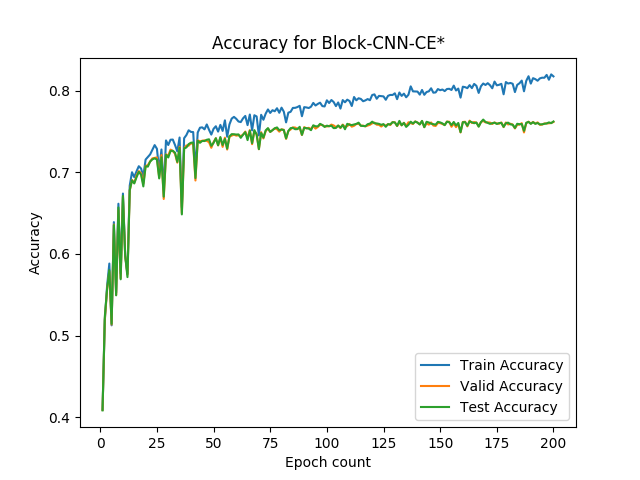 Accuracy for Block-CNN-CE*
0.8
0.7
0.6
0.5
0.4
Accuracy
0
25
50
75
100
125
150
175
200
Epoch count
Train Accuracy
Valid Accuracy
Test Accuracy